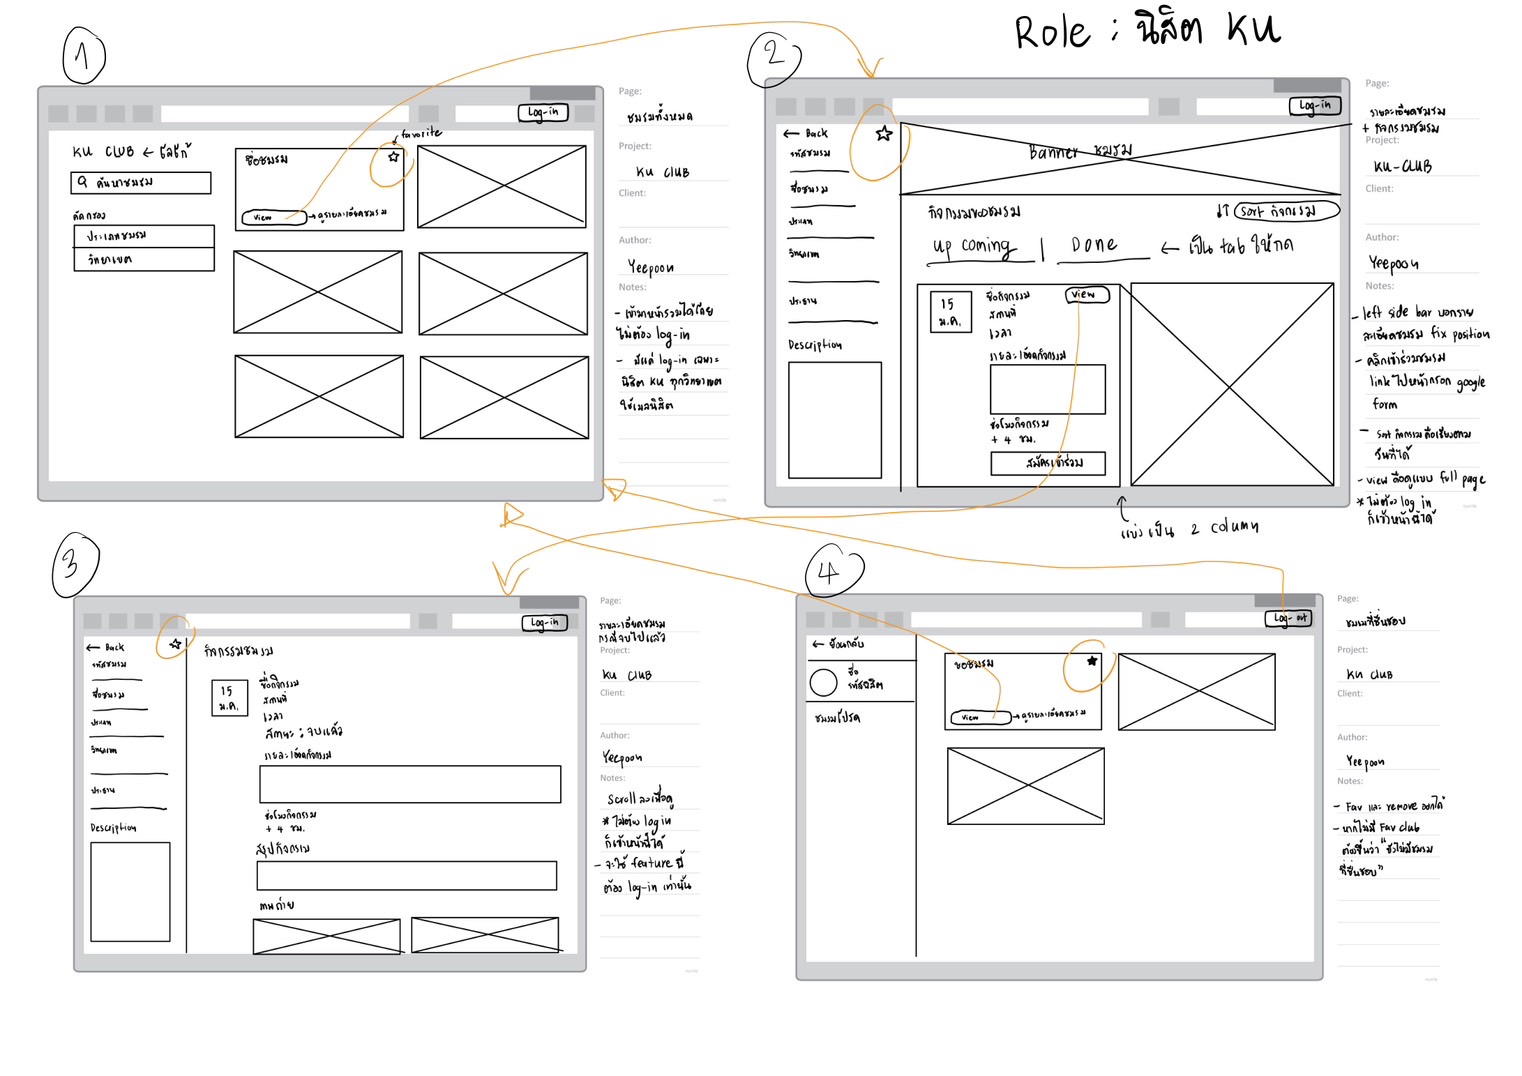 Role : นิสิต KU
1
Log-in
KU CLUB ← โลโก้
ค้นหาชมรม
คัดกรอง
ประเภทชมรม
วิทยาเขต
favorite
ชื่อชมรม
view → ดูรายละเอียดชมรม
Page:
ชมรมทั้งหมด
Project:
KU CLUB
Client:
Author:
Yeepoon
Notes:
- เข้ามาหน้ารวมได้โดย
ไม่ต้อง log-in
- มีแค่ log-in เฉพาะ
นิสิต KU ทุกวิทยาเขต
ใช้เมลนิสิต
2
Log-in
← Back
รหัสชมรม
ชื่อชมรม
ประเภท
วิทยาเขต
ประธาน
Description
Banner ชมรม
กิจกรรมของชมรม
↓↑ Sort กิจกรรม
up coming | Done ← เป็น tab ให้กด
15
ม.ค.
ชื่อกิจกรรม
view
สถานที่
เวลา
รายละเอียดกิจกรรม
ชั่วโมงกิจกรรม
+ 4 ชม.
สมัครเข้าร่วม
แบ่งเป็น 2 column
Page:
รายละเอียดชมรม
+ กิจกรรมชมรม
Project:
KU-CLUB
Client:
Author:
Yeepoon
Notes:
- left side bar บอกราย
ละเอียดชมรม fix position
- คลิกเข้าร่วมชมรม
link ไปหน้ากรอก google
form
- sort กิจกรรมคือเรียงตาม
วันที่ได้
- view คือดูแบบ full page
* ไม่ต้อง log in
ก็เข้าหน้านี้ได้
3
Log-in
← Back
รหัสชมรม
ชื่อชมรม
ประเภท
วิทยาเขต
ประธาน
Description
กิจกรรมชมรม
15
ม.ค.
ชื่อกิจกรรม
สถานที่
เวลา
สถานะ : จบแล้ว
รายละเอียดกิจกรรม
ชั่วโมงกิจกรรม
+ 4 ชม.
สรุปกิจกรรม
ภาพถ่าย
Page:
รายละเอียดชมรม
กรณีจบไปแล้ว
Project:
KU CLUB
Client:
Author:
Yeepoon
Notes:
Scroll ลงเพื่อดู
* ไม่ต้อง log in
ก็เข้าหน้านี้ได้
- จะใช้ feature นี้
ต้อง log-in เท่านั้น
4
Log-out
← ย้อนกลับ
ชื่อ
รหัสนิสิต
ชมรมโปรด
ชื่อชมรม
view → ดูรายละเอียดชมรม
Page:
ชมรมที่ชื่นชอบ
Project:
KU CLUB
Client:
Author:
Yeepoon
Notes:
- Fav และ remove ออกได้
- หากไม่มี Fav club
ต้องขึ้นว่า "ยังไม่มีชมรม
ที่ชื่นชอบ"